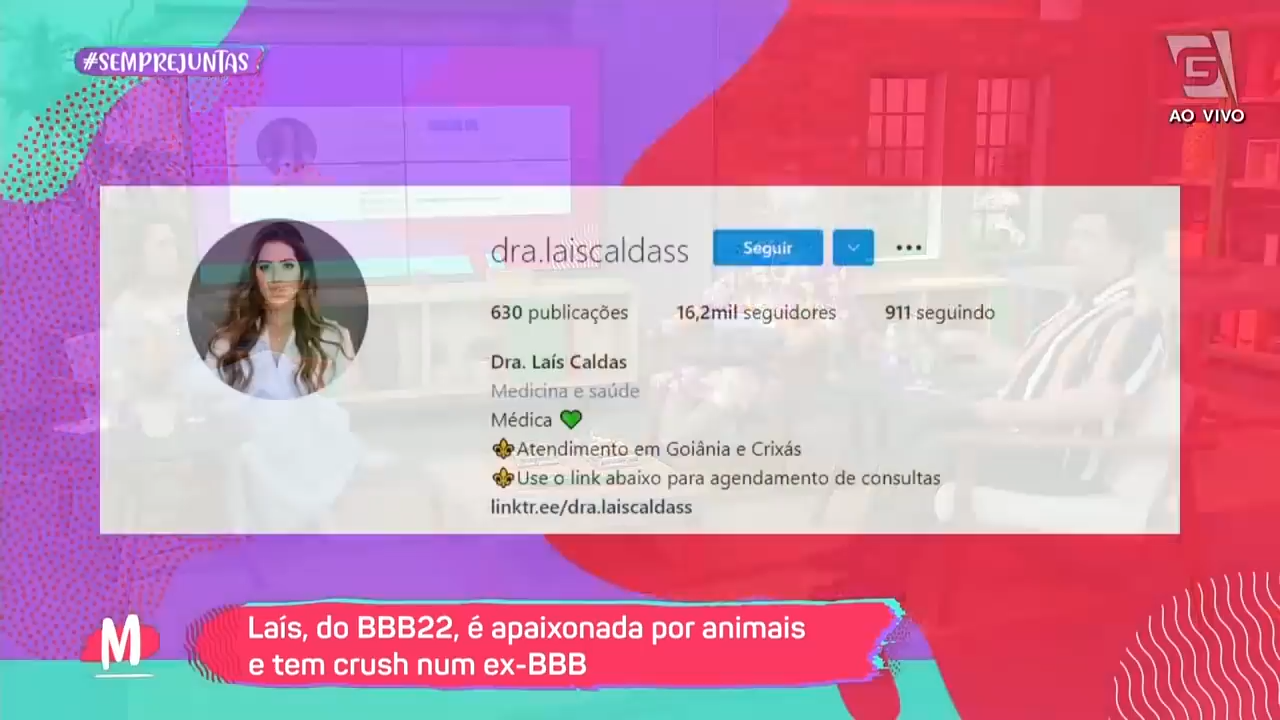 #SEMPREJUNTAS
AO VIVO
dra.laiscaldass Seguir
630 publicações 16,2mil seguidores 911 seguindo
Dra. Laís Caldas
Medicina e saúde
Médica 💚
⚜Atendimento em Goiânia e Crixás
⚜Use o link abaixo para agendamento de consultas
linktr.ee/dra.laiscaldass
M
Laís, do BBB22, é apaixonada por animais
e tem crush num ex-BBB